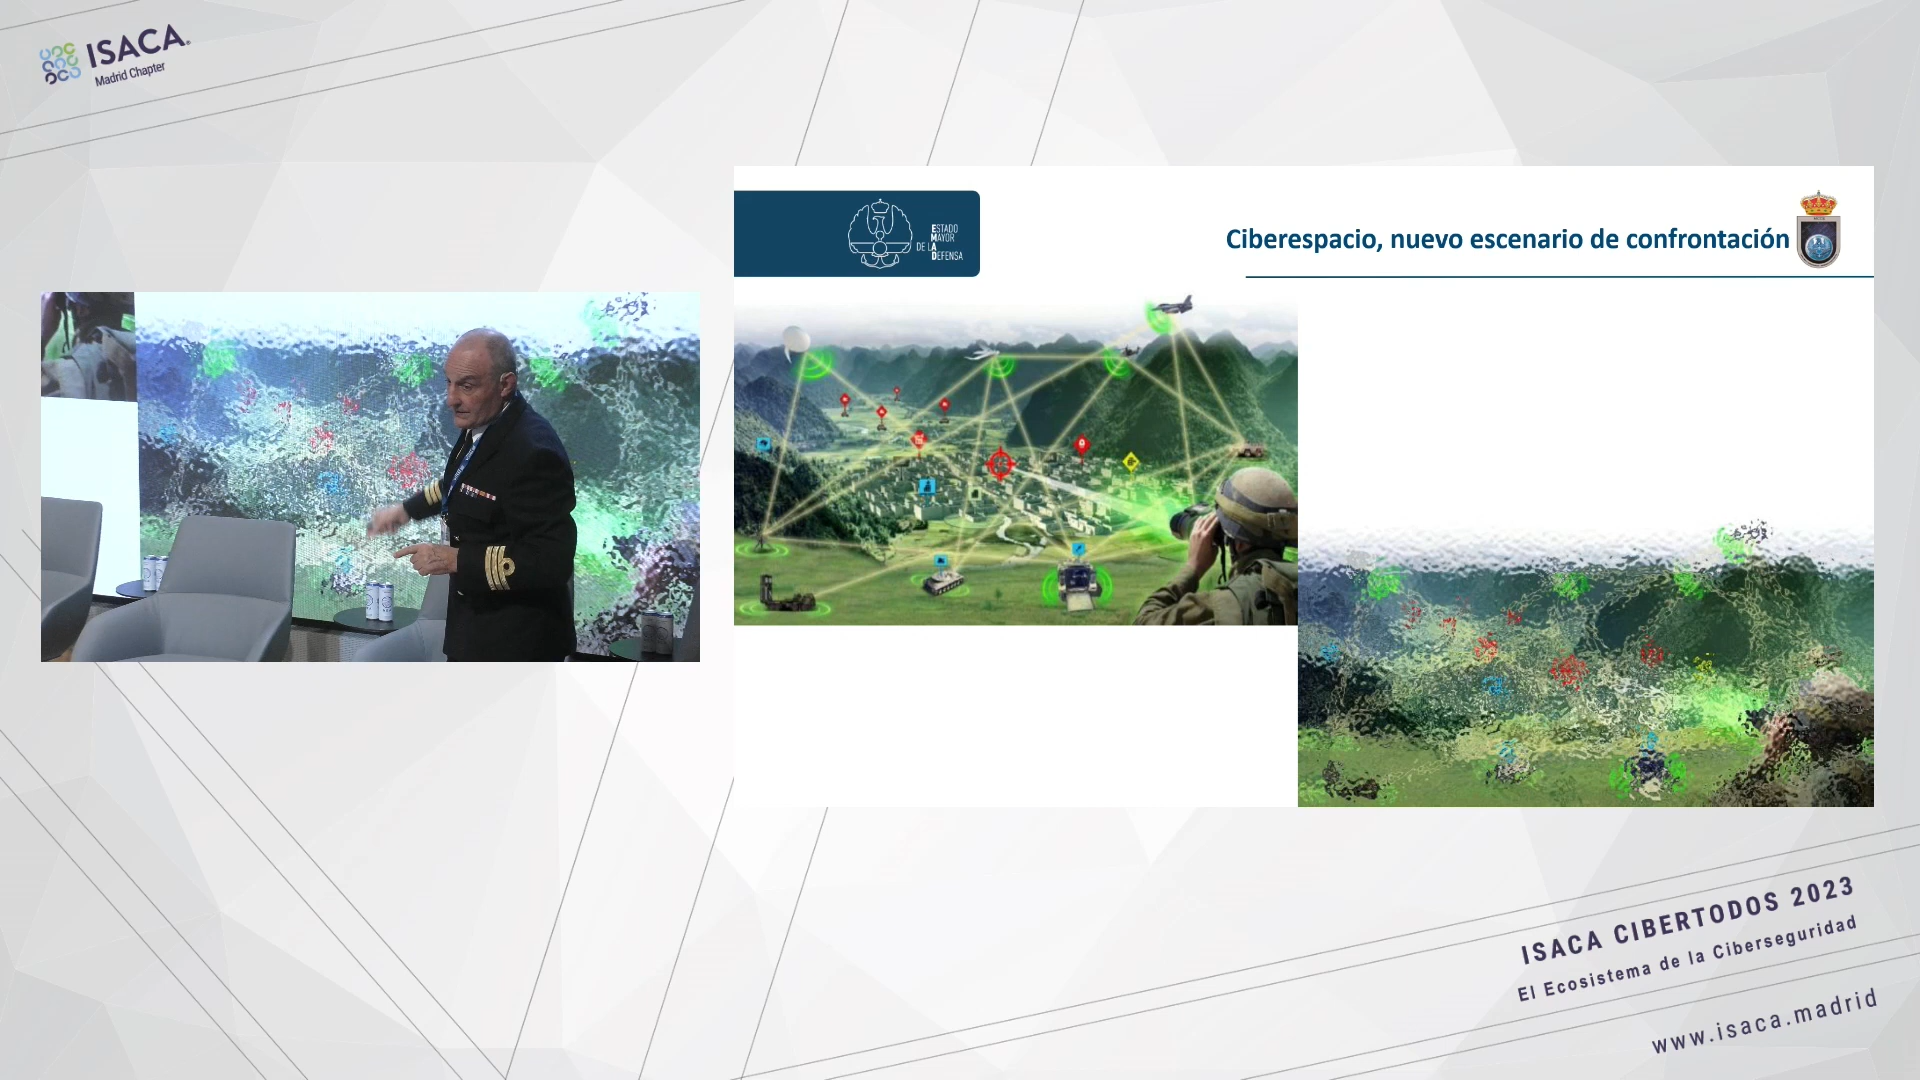 ISACA
Madrid Chapter
ESTADO
MAYOR
DE LA
DEFENSA
Ciberespacio, nuevo escenario de confrontación
ISACA CIBERTODOS 2023
El Ecosistema de la Ciberseguridad
www.isaca.madrid